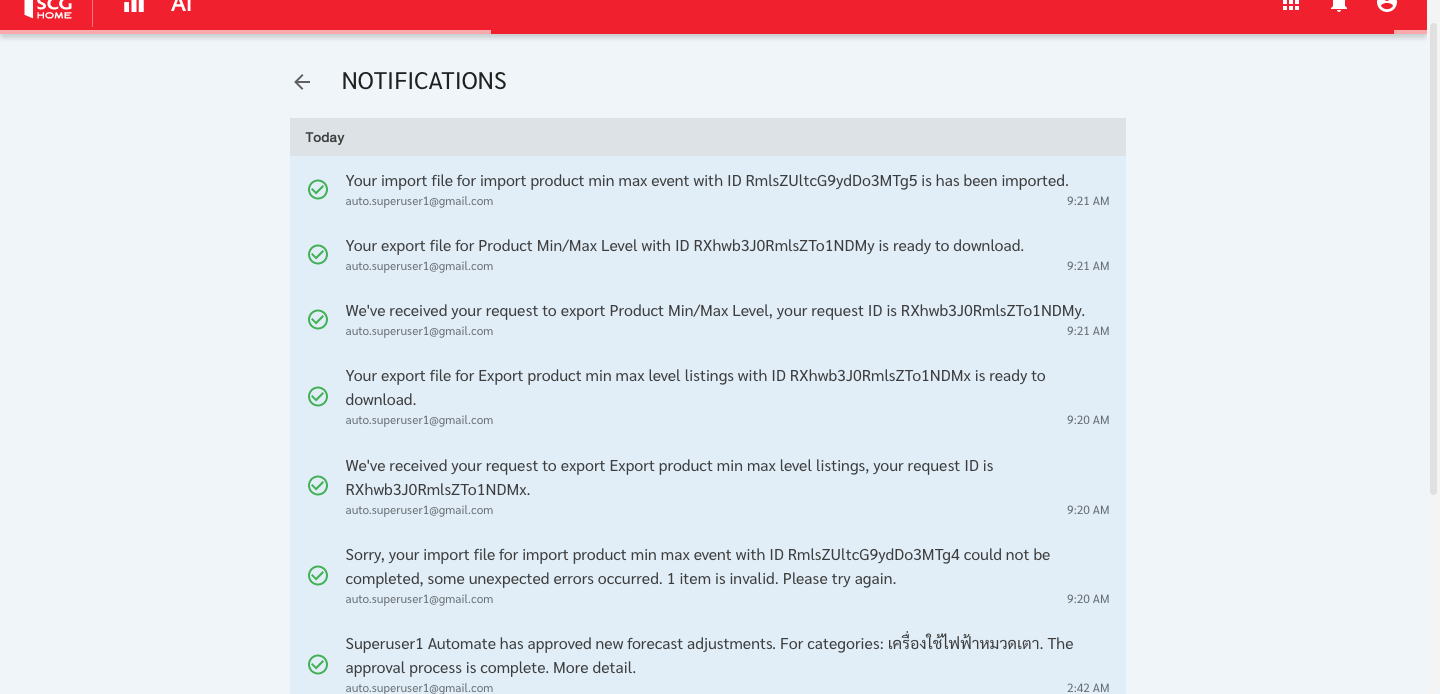 SCG
HOME
AI
NOTIFICATIONS
Today
Your import file for import product min max event with ID RmlsZUltcG9ydDo3MTg5 is has been imported.
auto.superuser1@gmail.com 9:21 AM
Your export file for Product Min/Max Level with ID RXhwb3J0RmlsZTo1NDMy is ready to download.
auto.superuser1@gmail.com 9:21 AM
We've received your request to export Product Min/Max Level, your request ID is RXhwb3J0RmlsZTo1NDMy.
auto.superuser1@gmail.com 9:21 AM
Your export file for Export product min max level listings with ID RXhwb3J0RmlsZTo1NDMx is ready to
download.
auto.superuser1@gmail.com 9:20 AM
We've received your request to export Export product min max level listings, your request ID is
RXhwb3J0RmlsZTo1NDMx.
auto.superuser1@gmail.com 9:20 AM
Sorry, your import file for import product min max event with ID RmlsZUltcG9ydDo3MTg4 could not be
completed, some unexpected errors occurred. 1 item is invalid. Please try again.
auto.superuser1@gmail.com 9:20 AM
Superuser1 Automate has approved new forecast adjustments. For categories: เครื่องใช้ไฟฟ้าหมวดเตา. The
approval process is complete. More detail.
auto.superuser1@gmail.com 2:42 AM